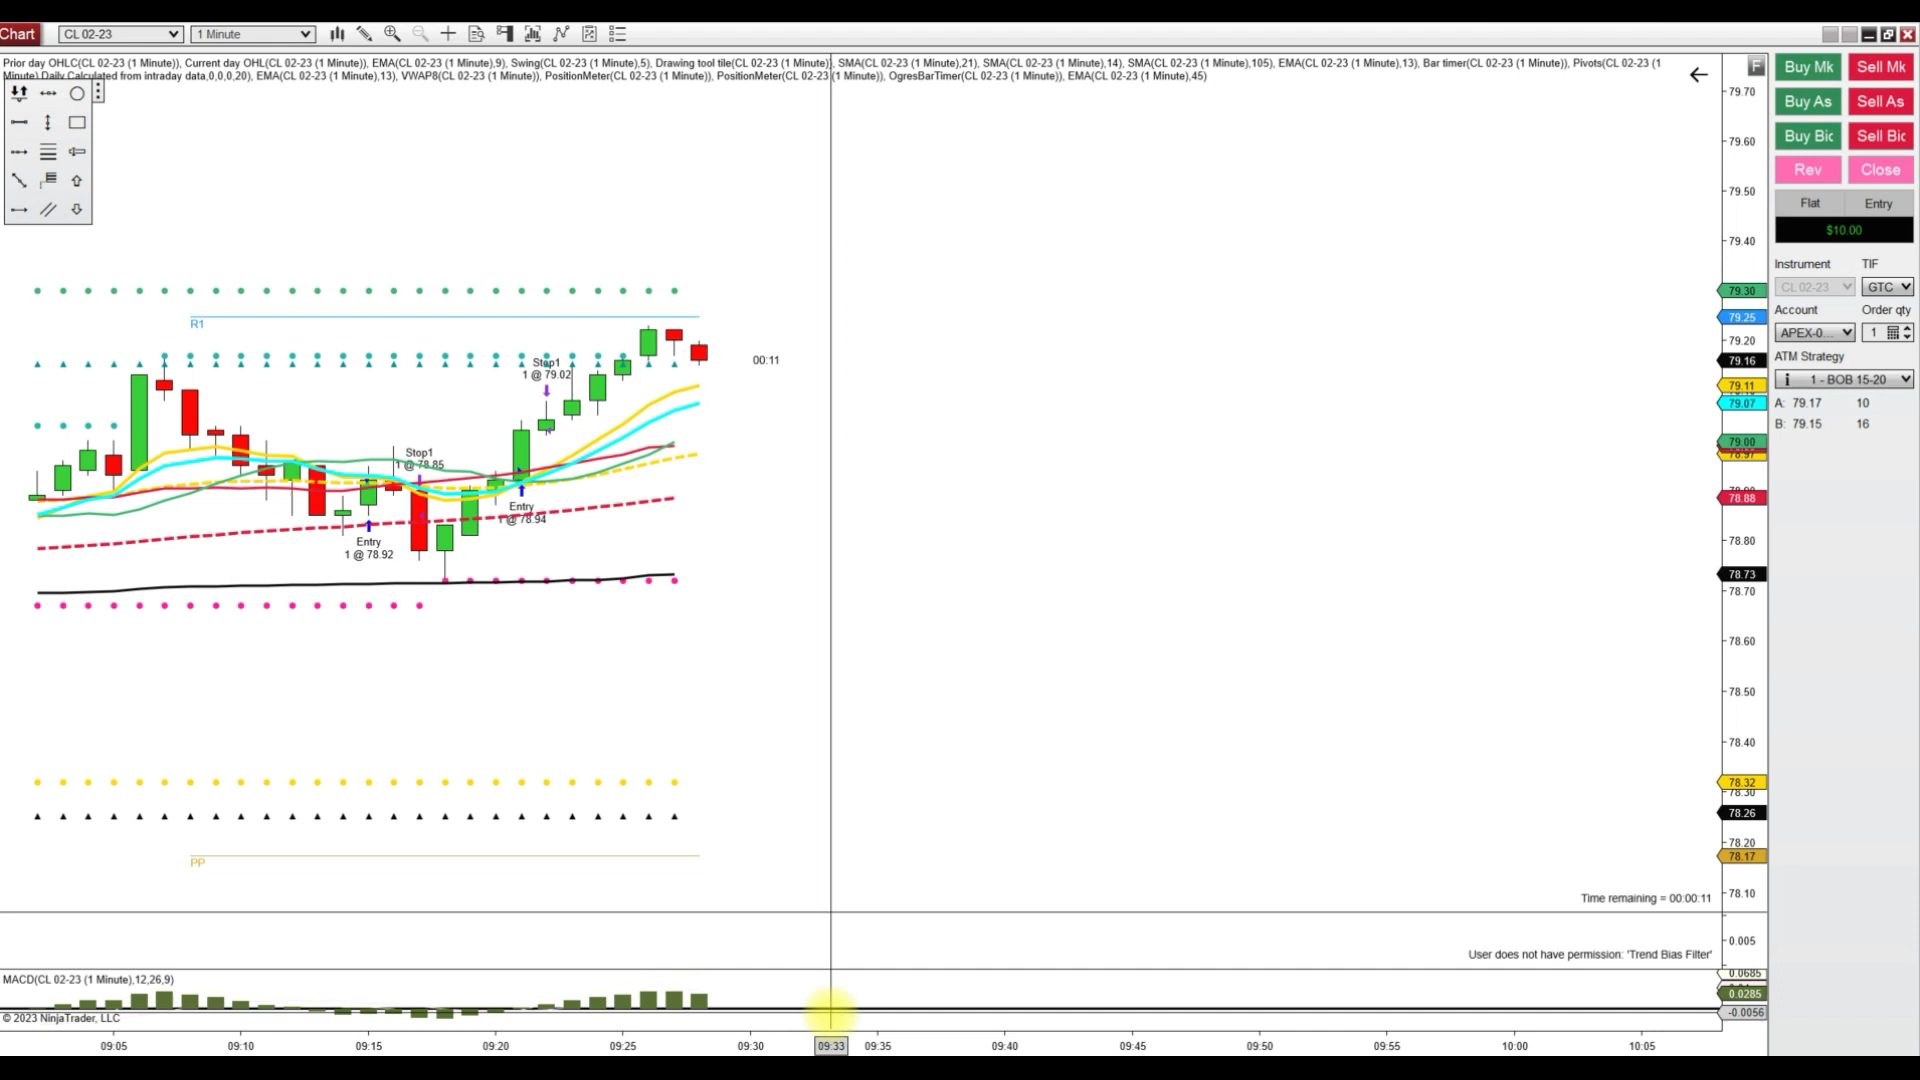 Chart CL 02-23 1 Minute
Prior day OHLC(CL 02-23 (1 Minute)), Current day OHL(CL 02-23 (1 Minute)), EMA(CL 02-23 (1 Minute),9), Swing(CL 02-23 (1 Minute),5), Drawing tool tile(CL 02-23 (1 Minute)), SMA(CL 02-23 (1 Minute),21), SMA(CL 02-23 (1 Minute),14), SMA(CL 02-23 (1 Minute),105), EMA(CL 02-23 (1 Minute),13), Bar timer(CL 02-23 (1 Minute)), Pivots(CL 02-23 (1
Minute),Daily,Calculated from intraday data,0,0,0,20), EMA(CL 02-23 (1 Minute),13), VWAP8(CL 02-23 (1 Minute)), PositionMeter(CL 02-23 (1 Minute)), PositionMeter(CL 02-23 (1 Minute)), OgresBarTimer(CL 02-23 (1 Minute)), EMA(CL 02-23 (1 Minute),45)
F
Buy Mk Sell Mk
Buy As Sell As
Buy Bic Sell Bic
Rev Close
Flat Entry
$10.00
Instrument TIF
CL 02-23 GTC
Account Order qty
APEX-0... 1
ATM Strategy
1 - BOB 15-20
A: 79.17 10
B: 79.15 16
79.70
79.60
79.50
79.40
79.30
79.25
79.20
79.16
79.11
79.07
79.00
78.97
78.88
78.80
78.73
78.70
78.60
78.50
78.40
78.32
78.30
78.26
78.20
78.17
78.10
R1
00:11
Stop1
1 @ 79.02
Stop1
1 @ 78.85
Entry
1 @ 78.94
Entry
1 @ 78.92
PP
Time remaining = 00:00:11
0.005
User does not have permission: 'Trend Bias Filter'
MACD(CL 02-23 (1 Minute),12,26,9)
0.0685
0.0285
-0.0056
© 2023 NinjaTrader, LLC
09:05 09:10 09:15 09:20 09:25 09:30 09:33 09:35 09:40 09:45 09:50 09:55 10:00 10:05